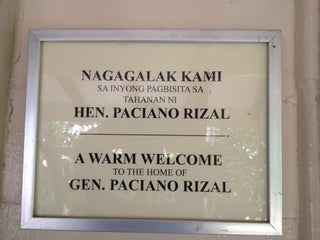 NAGAGALAK KAMI
SA INYONG PAGBISITA SA
TAHANAN NI
HEN. PACIANO RIZAL
A WARM WELCOME
TO THE HOME OF
GEN. PACIANO RIZAL